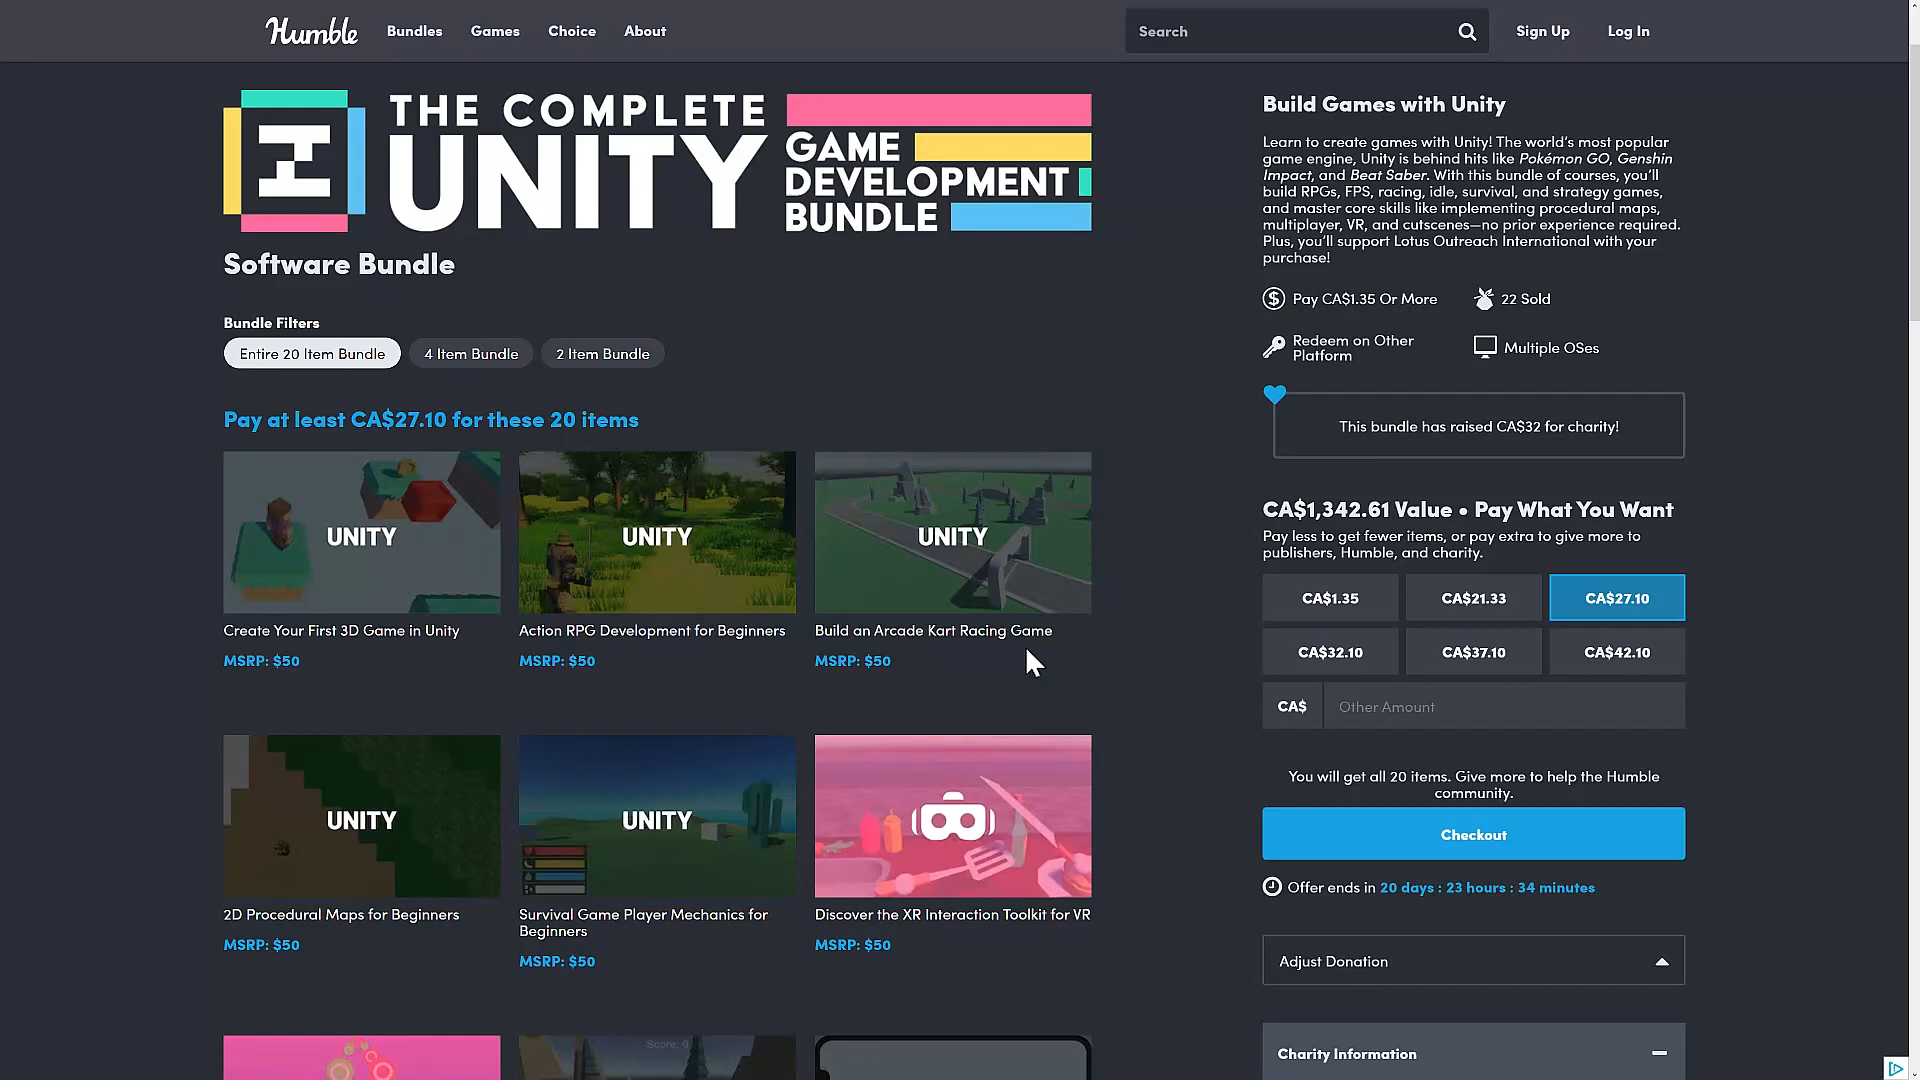 Humble
Bundles
Games
Choice
About
Search
Sign Up
Log In
THE COMPLETE
UNITY
GAME
DEVELOPMENT
BUNDLE
Software Bundle
Bundle Filters
Entire 20 Item Bundle
4 Item Bundle
2 Item Bundle
Pay at least CA$27.10 for these 20 items
UNITY
Create Your First 3D Game in Unity
MSRP: $50
UNITY
Action RPG Development for Beginners
MSRP: $50
UNITY
Build an Arcade Kart Racing Game
MSRP: $50
UNITY
2D Procedural Maps for Beginners
MSRP: $50
UNITY
Survival Game Player Mechanics for
Beginners
MSRP: $50
Discover the XR Interaction Toolkit for VR
MSRP: $50
Score: 0
Build Games with Unity
Learn to create games with Unity! The world's most popular
game engine, Unity is behind hits like Pokémon GO, Genshin
Impact, and Beat Saber. With this bundle of courses, you'll
build RPGs, FPS, racing, idle, survival, and strategy games,
and master core skills like implementing procedural maps,
multiplayer, VR, and cutscenes—no prior experience required.
Plus, you'll support Lotus Outreach International with your
purchase!
Pay CA$1.35 Or More
22 Sold
Redeem on Other
Platform
Multiple OSes
This bundle has raised CA$32 for charity!
CA$1,342.61 Value • Pay What You Want
Pay less to get fewer items, or pay extra to give more to
publishers, Humble, and charity.
CA$1.35
CA$21.33
CA$27.10
CA$32.10
CA$37.10
CA$42.10
CA$
Other Amount
You will get all 20 items. Give more to help the Humble
community.
Checkout
Offer ends in 20 days : 23 hours : 34 minutes
Adjust Donation
Charity Information